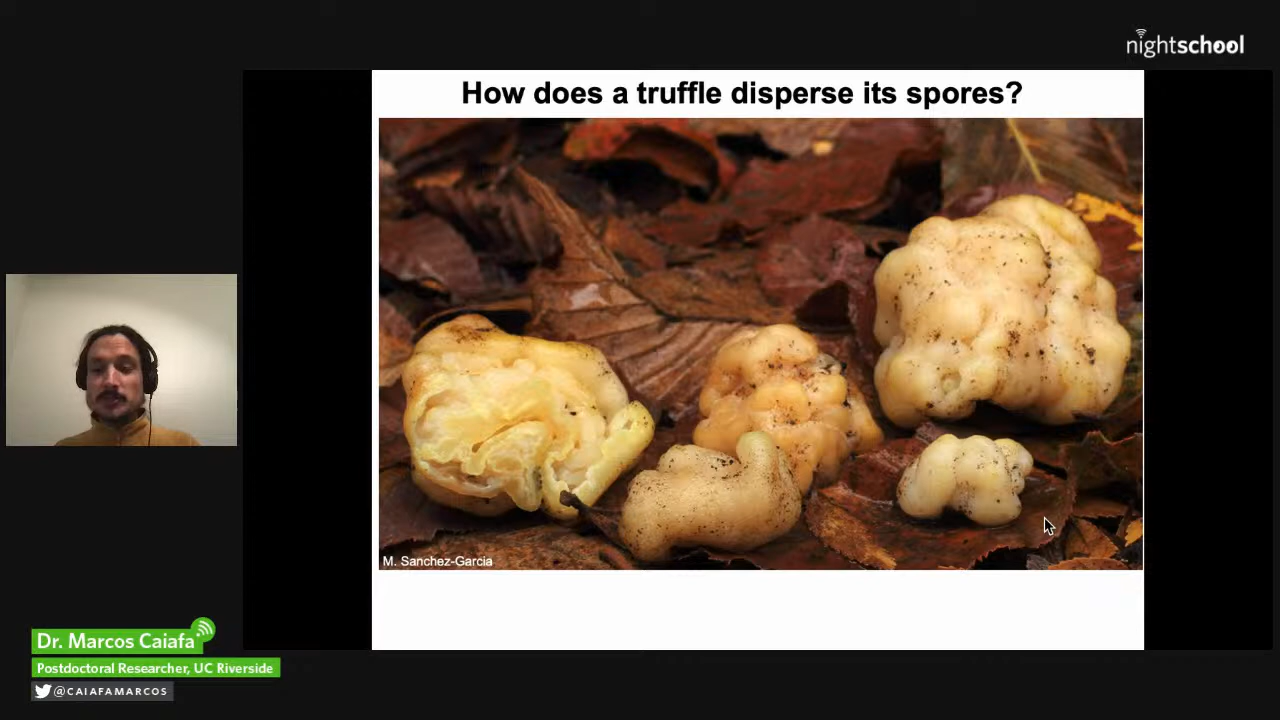 nightschool
How does a truffle disperse its spores?
M. Sanchez-Garcia
Dr. Marcos Caiafa
Postdoctoral Researcher, UC Riverside
@CAIAFAMARCOS